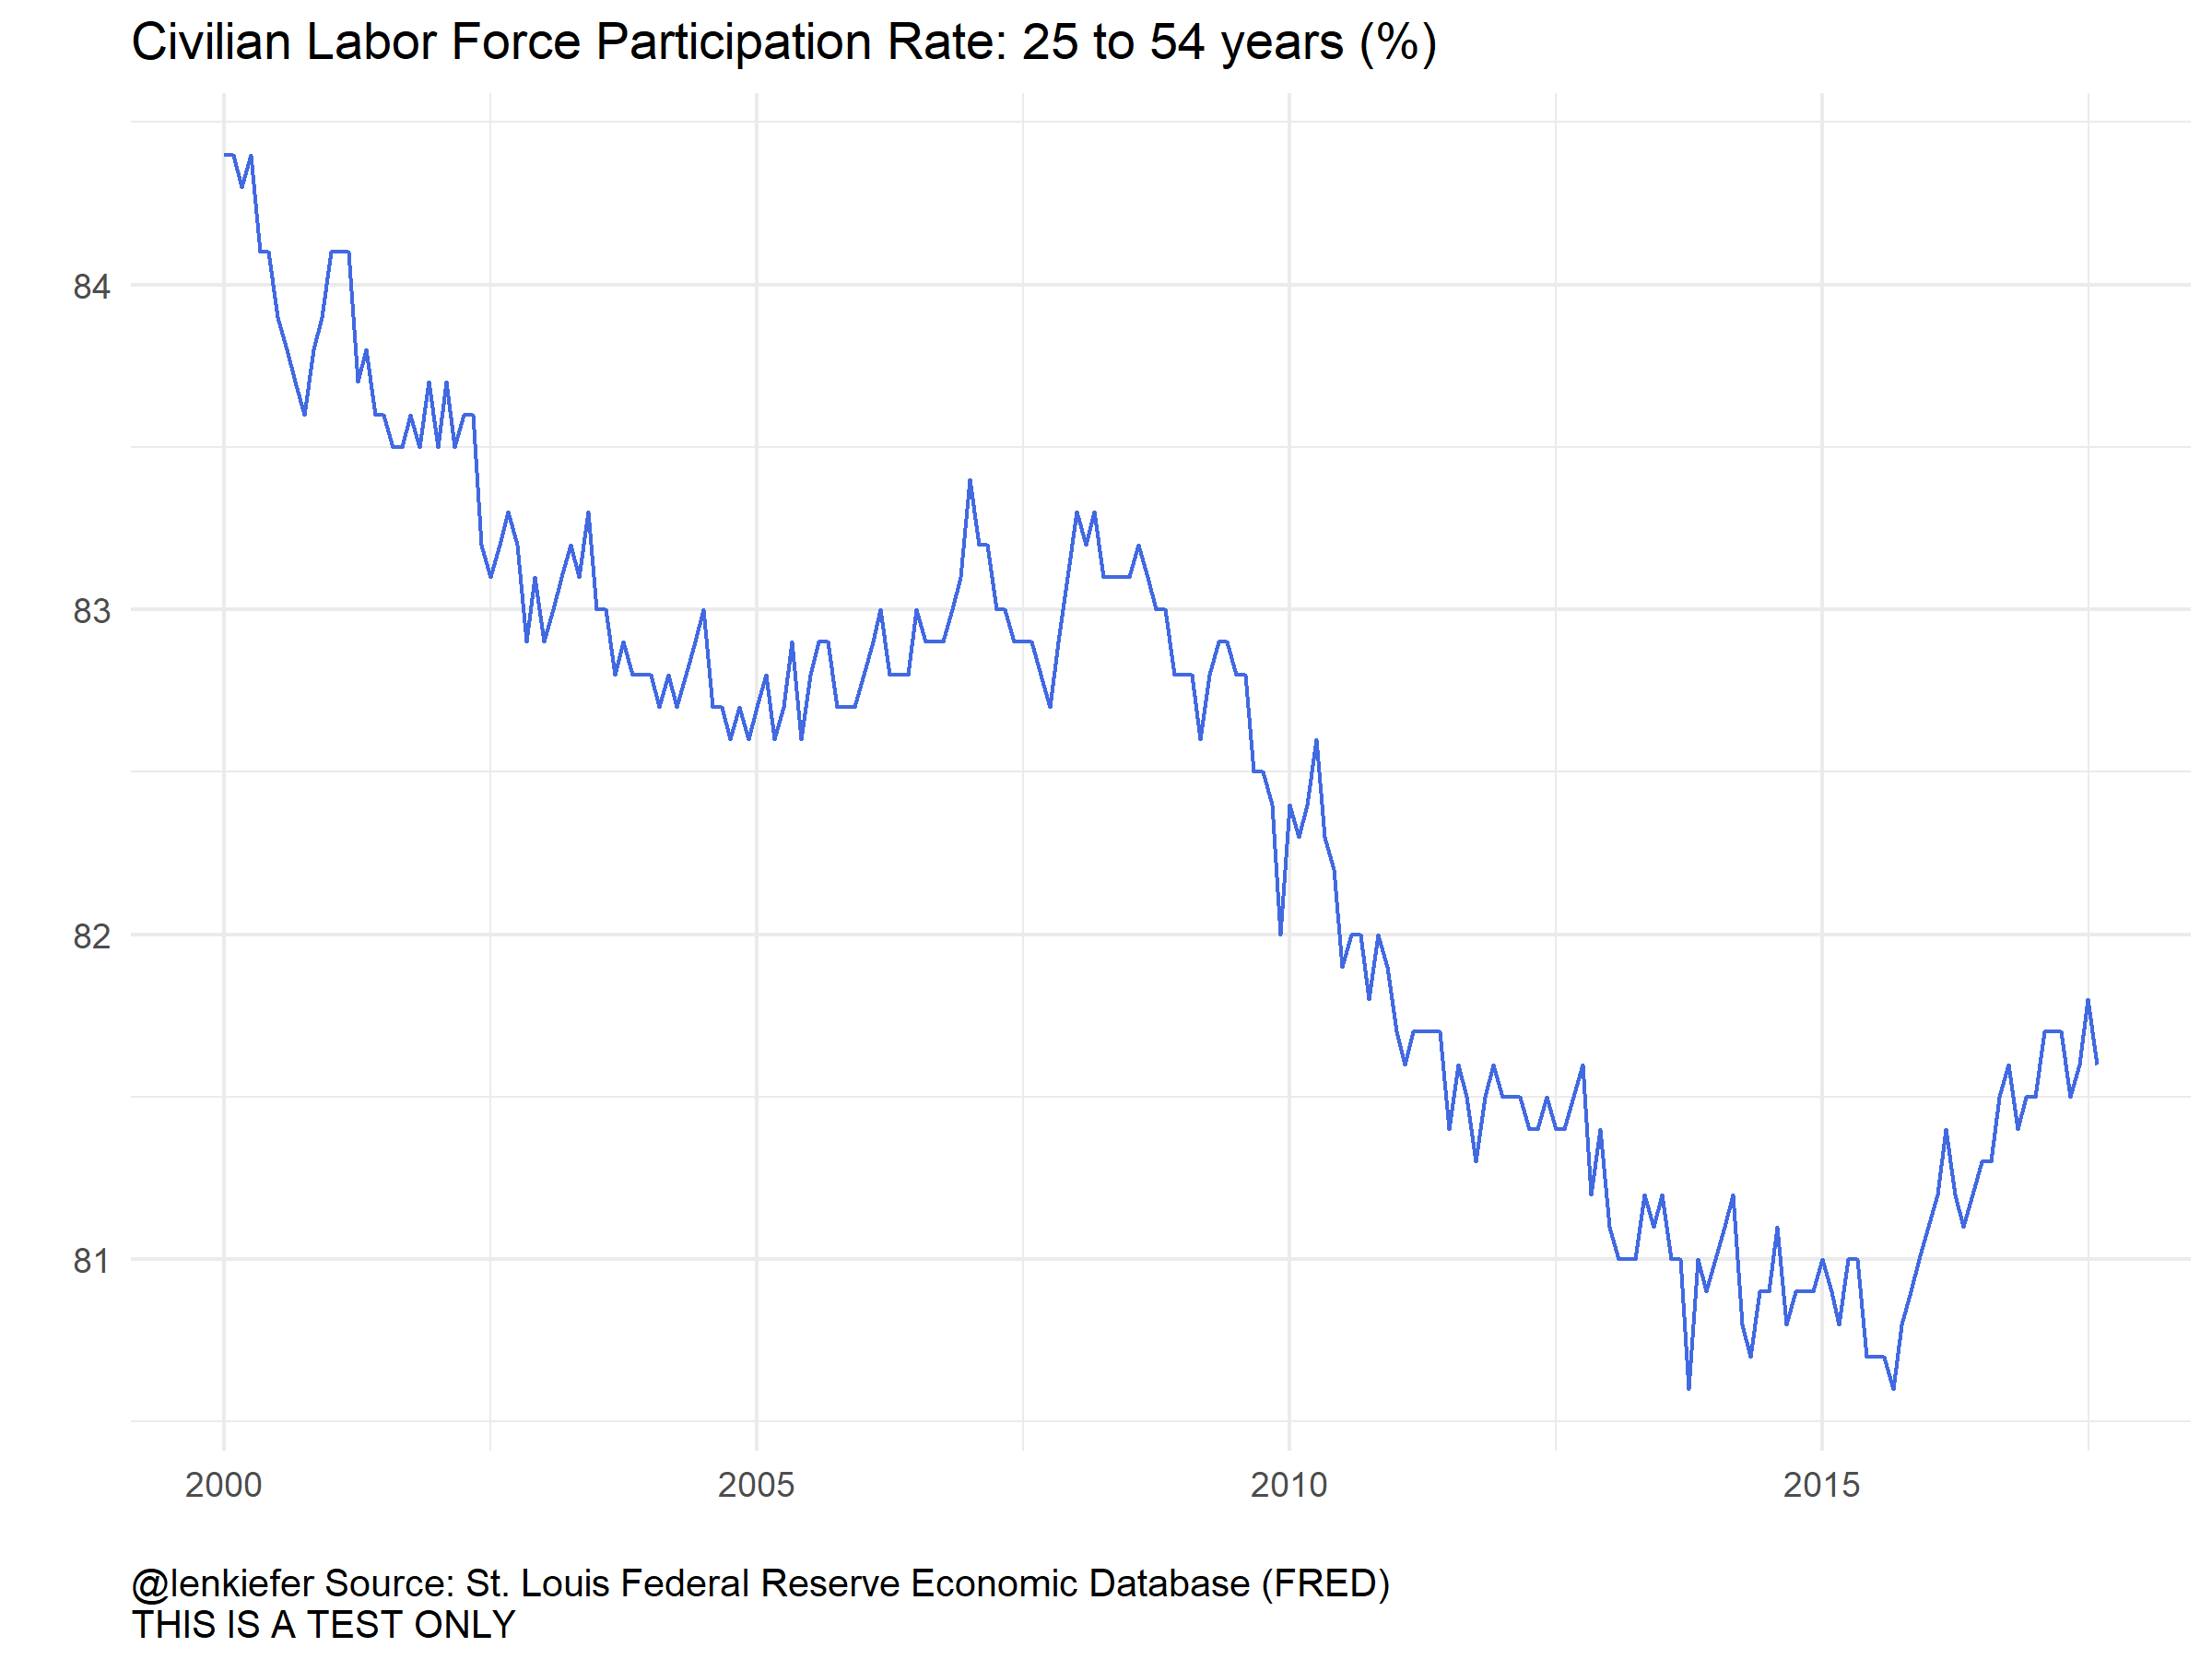 Civilian Labor Force Participation Rate: 25 to 54 years (%)
84
83
82
81
2000 2005 2010 2015
@lenkiefer Source: St. Louis Federal Reserve Economic Database (FRED)
THIS IS A TEST ONLY